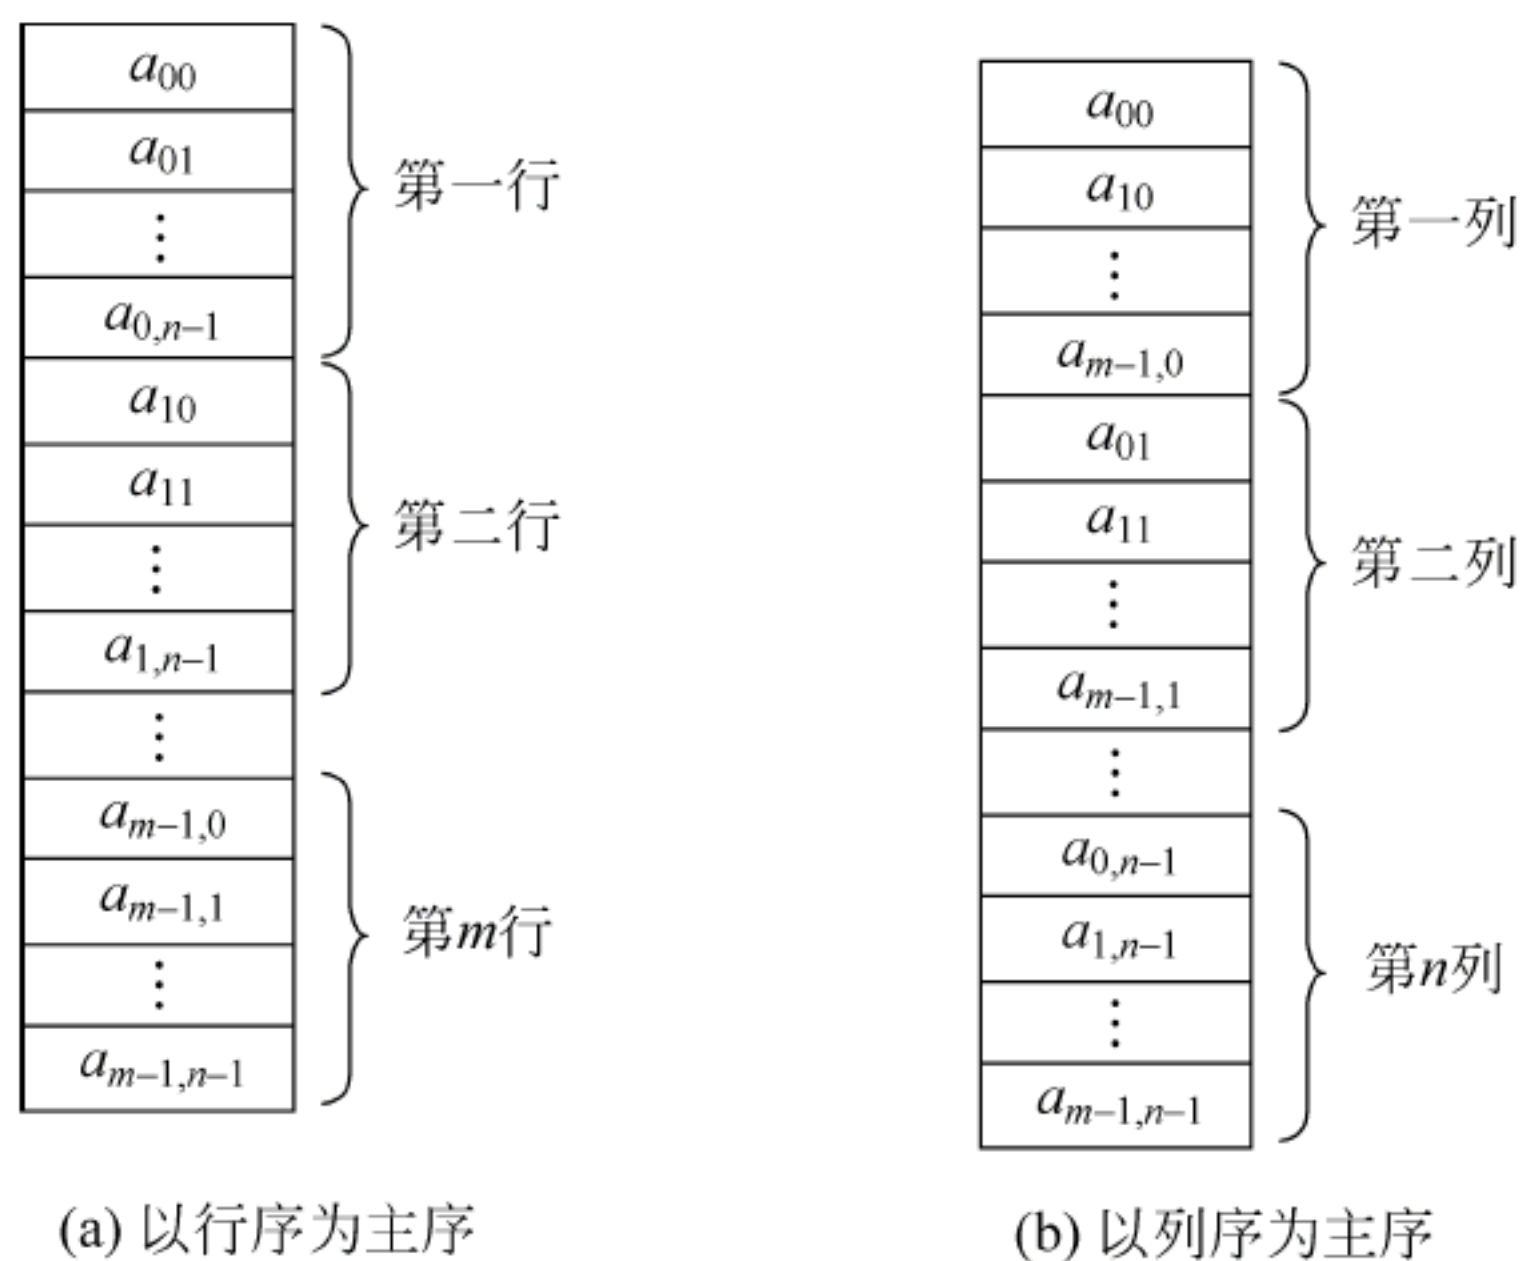 a00
a01
⋮
a0,n−1
a10
a11
⋮
a1,n−1
⋮
am−1,0
am−1,1
⋮
am−1,n−1
第一行
第二行
第m行
(a) 以行序为主序
a00
a10
⋮
am−1,0
a01
a11
⋮
am−1,1
⋮
a0,n−1
a1,n−1
⋮
am−1,n−1
第一列
第二列
第n列
(b) 以列序为主序